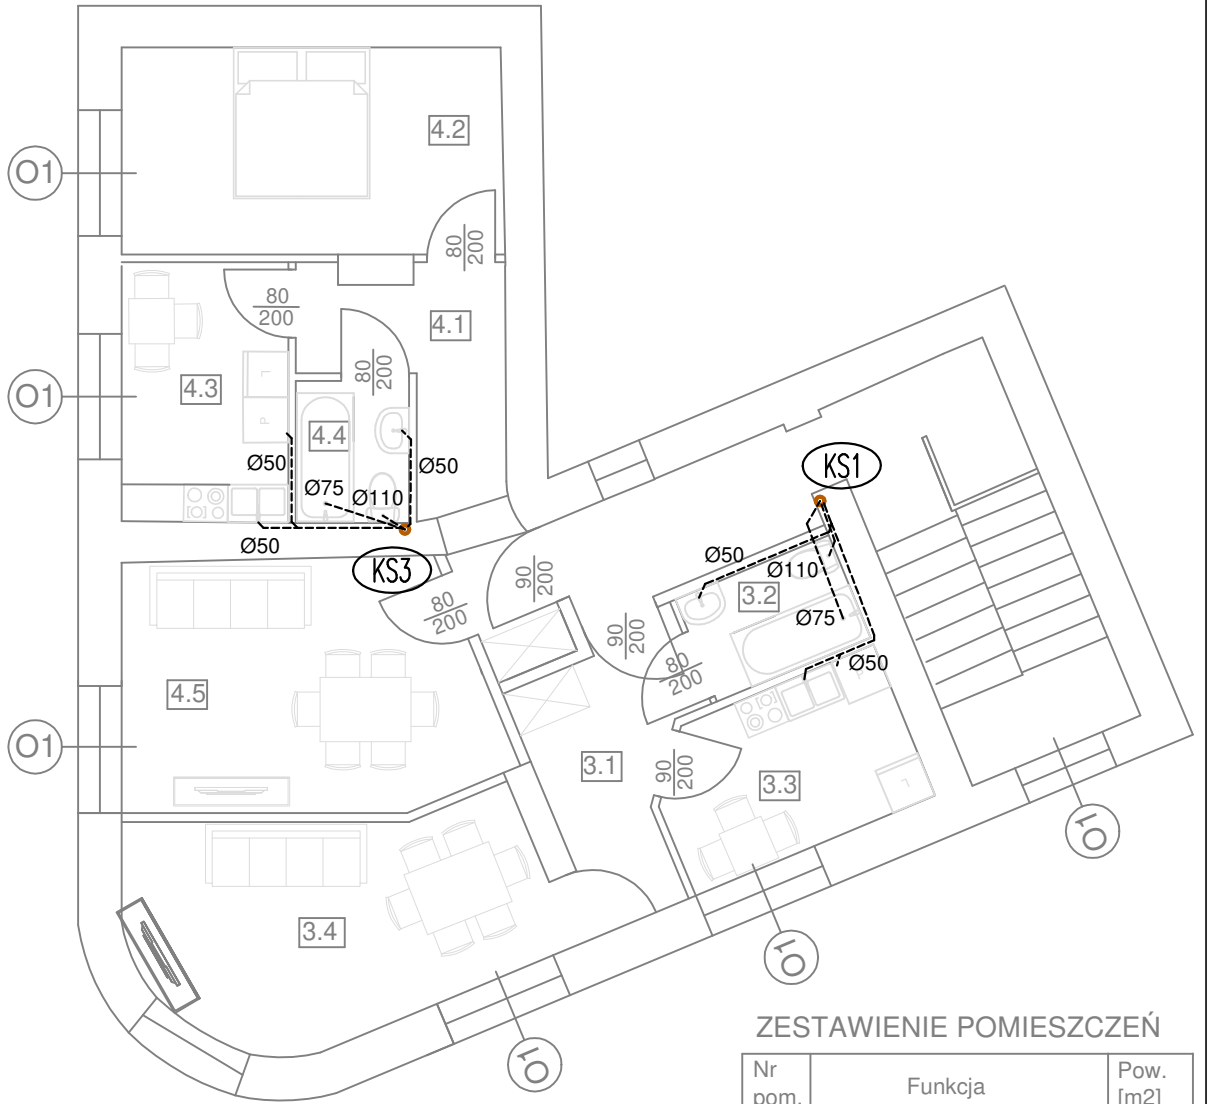 4.2
O1
80
200
80
200
4.1
80
200
O1
4.3
4.4
L
P
Ø50
Ø50
Ø75
Ø110
Ø50
KS3
KS1
Ø50
Ø110
3.2
Ø75
Ø50
90
200
80
200
90
200
80
200
4.5
O1
3.1
90
200
3.3
P
L
O1
3.4
O1
O1
ZESTAWIENIE POMIESZCZEŃ
Nr
pom.
Funkcja
Pow.
[m2]